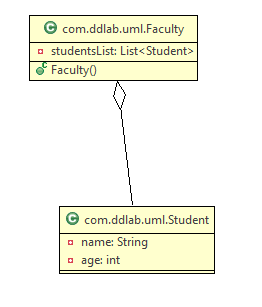 com.ddlab.uml.Faculty
studentsList: List<Student>
Faculty()
com.ddlab.uml.Student
name: String
age: int